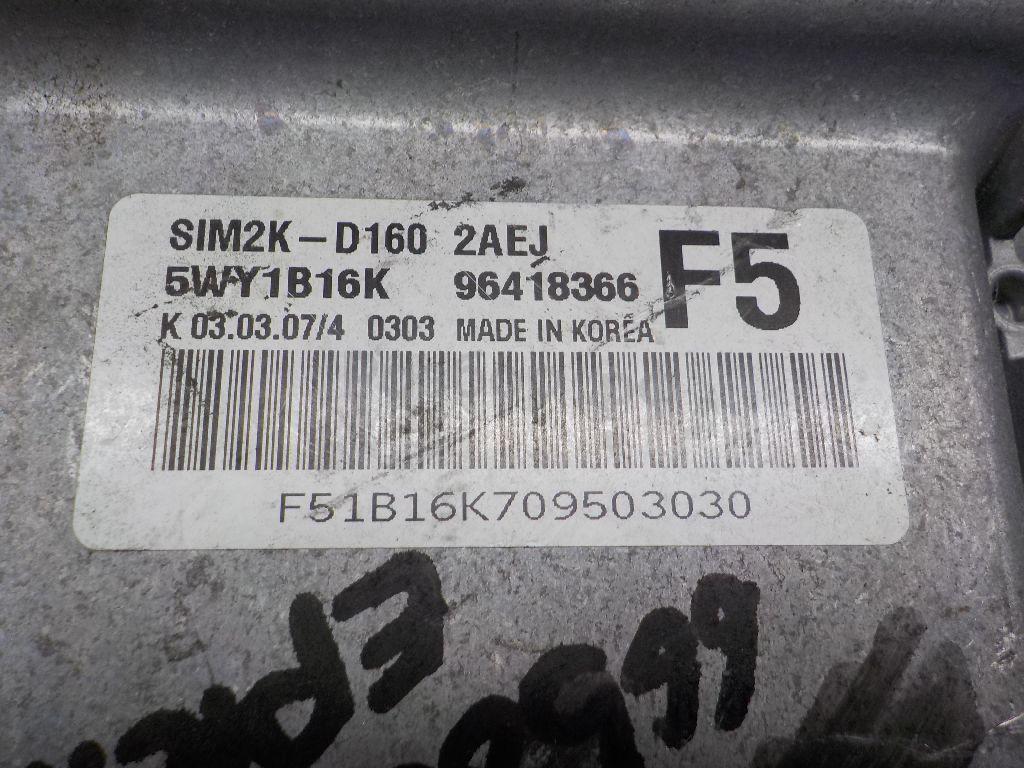 SIM2K-D160 2AEJ
F5
5WY1B16K 96418366
K 03.03.07/4 0303 MADE IN KOREA
F51B16K709503030